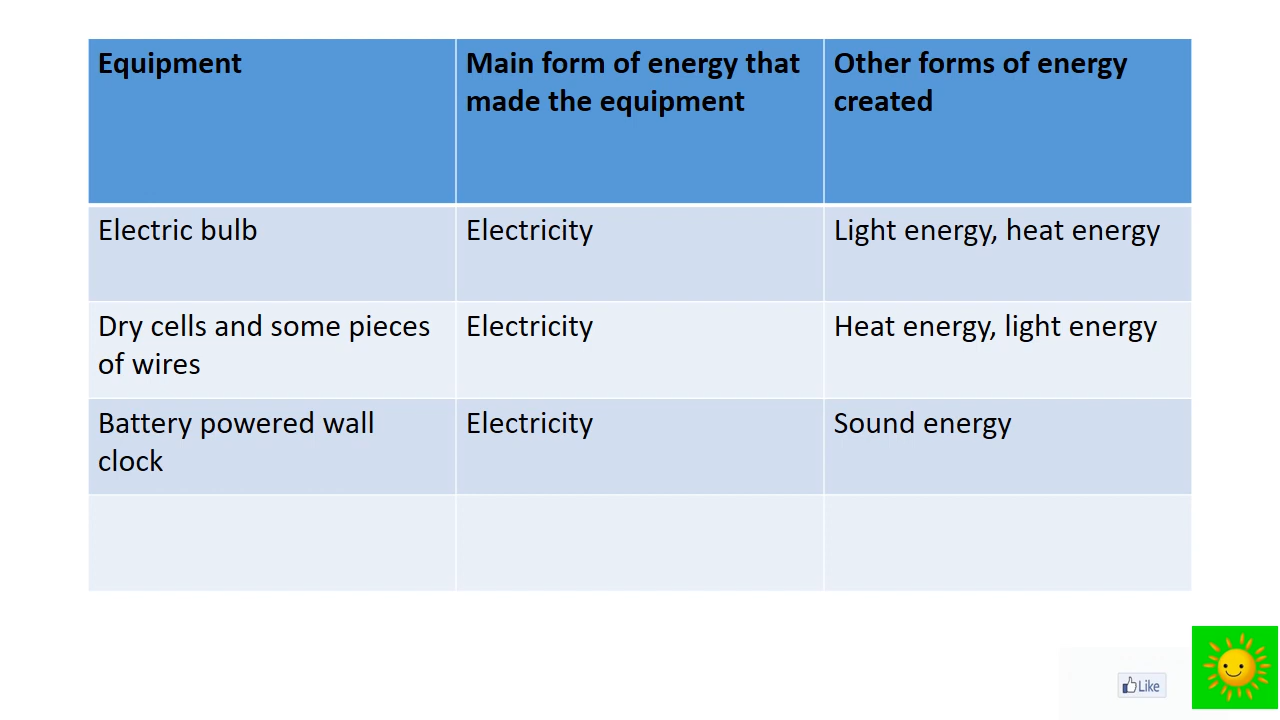 Equipment
Main form of energy that
made the equipment
Other forms of energy
created
Electric bulb
Electricity
Light energy, heat energy
Dry cells and some pieces
of wires
Electricity
Heat energy, light energy
Battery powered wall
clock
Electricity
Sound energy
Like